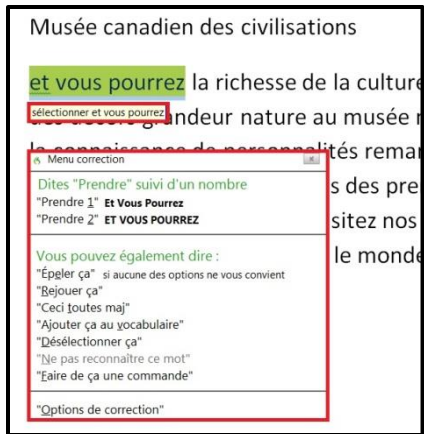 Musée canadien des civilisations
et vous pourrez la richesse de la culture
sélectionner et vous pourrez
grandeur nature au musée
Menu correction
Dites "Prendre" suivi d'un nombre
"Prendre 1" Et Vous Pourrez
s des pre
"Prendre 2" ET VOUS POURREZ
sitez nos
Vous pouvez également dire :
le monde
"Épeler ça" si aucune des options ne vous convient
"Rejouer ça"
"Ceci toutes maj"
"Ajouter ça au vocabulaire"
"Désélectionner ça"
"Ne pas reconnaître ce mot"
"Faire de ça une commande"
"Options de correction"